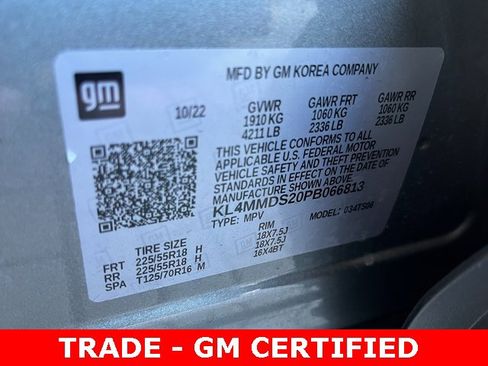 gm
MFD BY GM KOREA COMPANY
10/22 GVWR GAWR FRT GAWR RR
1910 KG 1060 KG 1060 KG
4211 LB 2336 LB 2336 LB
THIS VEHICLE CONFORMS TO ALL
APPLICABLE U.S. FEDERAL MOTOR
VEHICLE SAFETY AND THEFT PREVENTION
STANDARDS IN EFFECT ON THE DATE OF
MANUFACTURE SHOWN ABOVE.
KL4MMDS20PB066813
TYPE: MPV MODEL: 034TS06
TIRE SIZE RIM
FRT 225/55R18 H 18X7.5J
RR 225/55R18 H 18X7.5J
SPA T125/70R16 M 16X4BT
TRADE - GM CERTIFIED